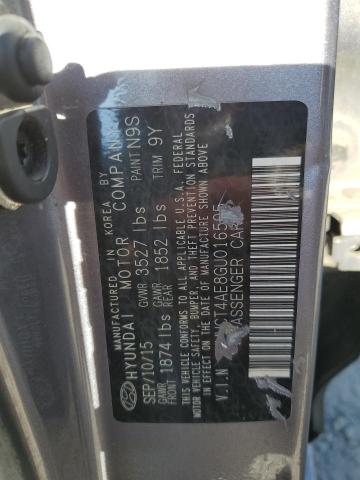 MANUFACTURED IN KOREA BY
HYUNDAI MOTOR COMPANY
SEP/10/15 GVWR 3527 lbs PAINT N9S
GAWR FRONT 1874 lbs GAWR REAR 1852 lbs TRIM 9Y
THIS VEHICLE CONFORMS TO ALL APPLICABLE U.S.A. FEDERAL
MOTOR VEHICLE SAFETY, BUMPER, AND THEFT PREVENTION
STANDARDS IN EFFECT ON THE DATE OF MANUFACTURE SHOWN ABOVE
V.I.N
PASSENGER CAR